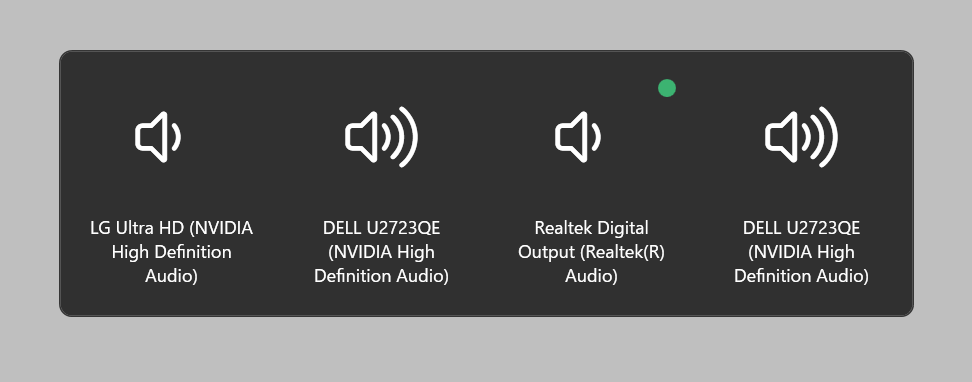 LG Ultra HD (NVIDIA
High Definition
Audio)
DELL U2723QE
(NVIDIA High
Definition Audio)
Realtek Digital
Output (Realtek(R)
Audio)
DELL U2723QE
(NVIDIA High
Definition Audio)